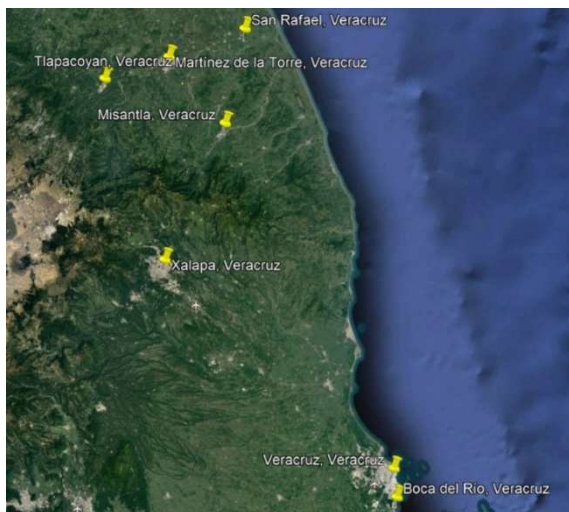 San Rafael, Veracruz
Tlapacoyan, Veracruz
Martinez de la Torre, Veracruz
Misantla, Veracruz
Xalapa, Veracruz
Veracruz, Veracruz
Boca del Rio, Veracruz